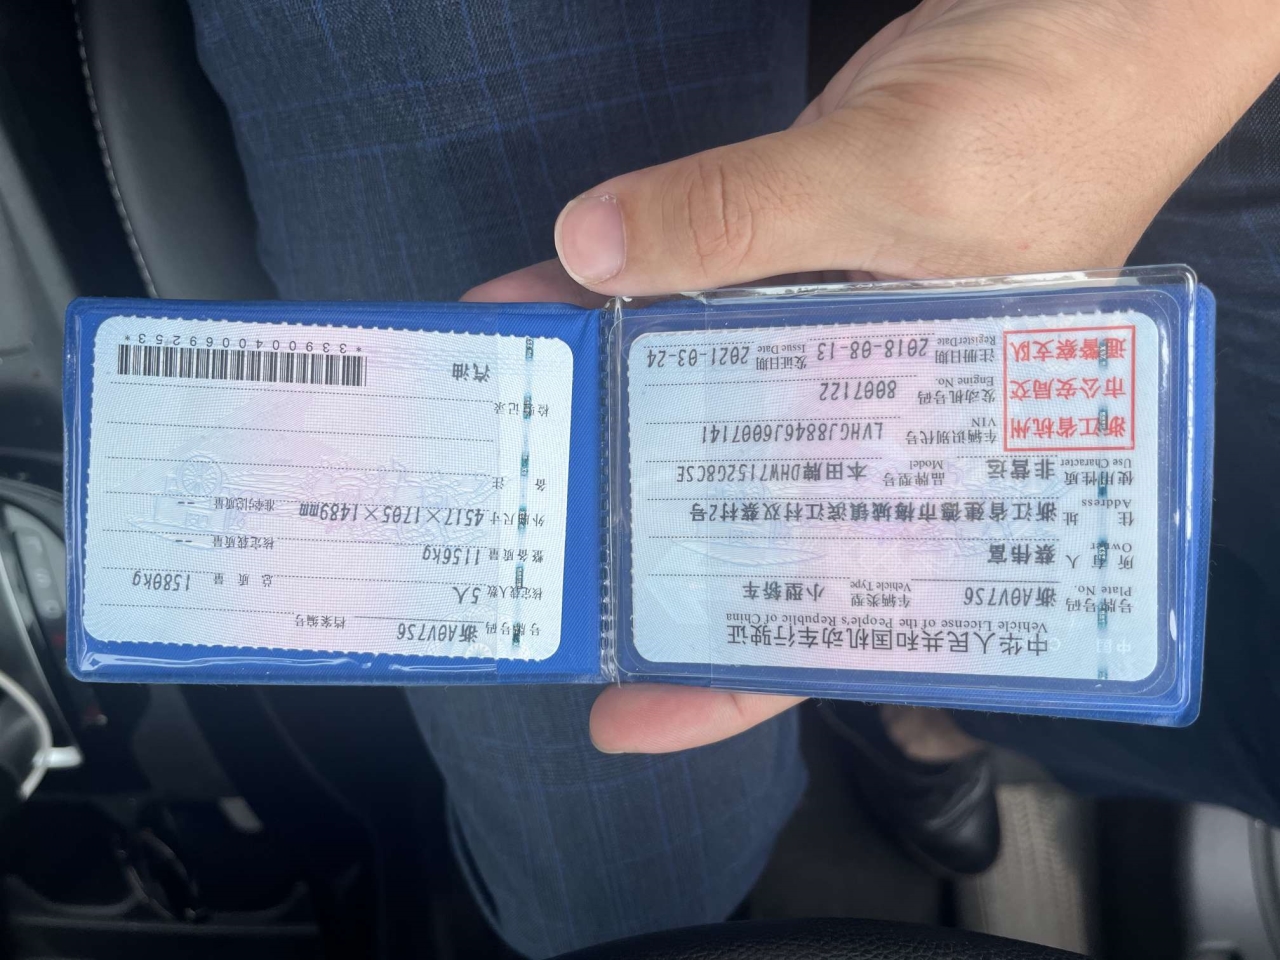 中华人民共和国机动车行驶证
Vehicle License of the People's Republic of China
号牌号码 浙A0V7S6 车辆类型 小型轿车
Plate No. Vehicle Type
所有人 蔡伟富
Owner
住址 浙江省建德市梅城镇滨江村双泰村2号
Address
使用性质 非营运 品牌型号 本田牌DHW7152G8CSE
Use Character Model
浙江省杭州
市公安局交
通警察支队
车辆识别代号 LVHGJ8846J6007141
VIN
发动机号码 8007122
Engine No.
注册日期 2018-08-13 发证日期 2021-03-24
Register Date Issue Date
号牌号码 浙A0V7S6 档案编号
核定载人数 5人 总质量 1580kg
整备质量 1156kg 核定载质量 --
外廓尺寸 4517×1705×1489mm 准牵引总质量 --
备注
检验记录
汽油
*3390040069253*